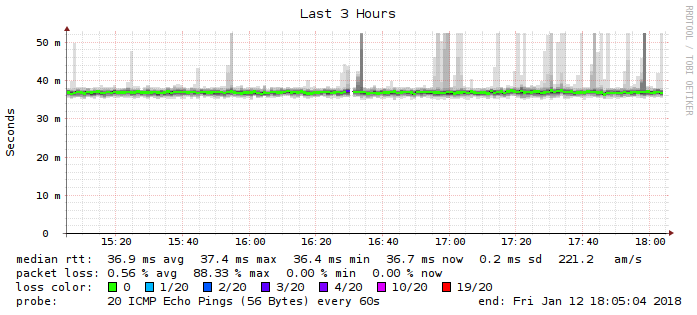 Last 3 Hours
RRDTOOL / TOBI OETIKER
Seconds
50 m
40 m
30 m
20 m
10 m
0
15:20 15:40 16:00 16:20 16:40 17:00 17:20 17:40 18:00
median rtt: 36.9 ms avg 37.4 ms max 36.4 ms min 36.7 ms now 0.2 ms sd 221.2 am/s
packet loss: 0.56 % avg 88.33 % max 0.00 % min 0.00 % now
loss color: 0 1/20 2/20 3/20 4/20 10/20 19/20
probe: 20 ICMP Echo Pings (56 Bytes) every 60s end: Fri Jan 12 18:05:04 2018